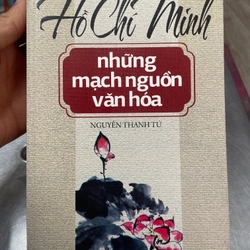 Hồ Chí Minh
những
mạch nguồn
văn hóa
NGUYỄN THANH TÚ